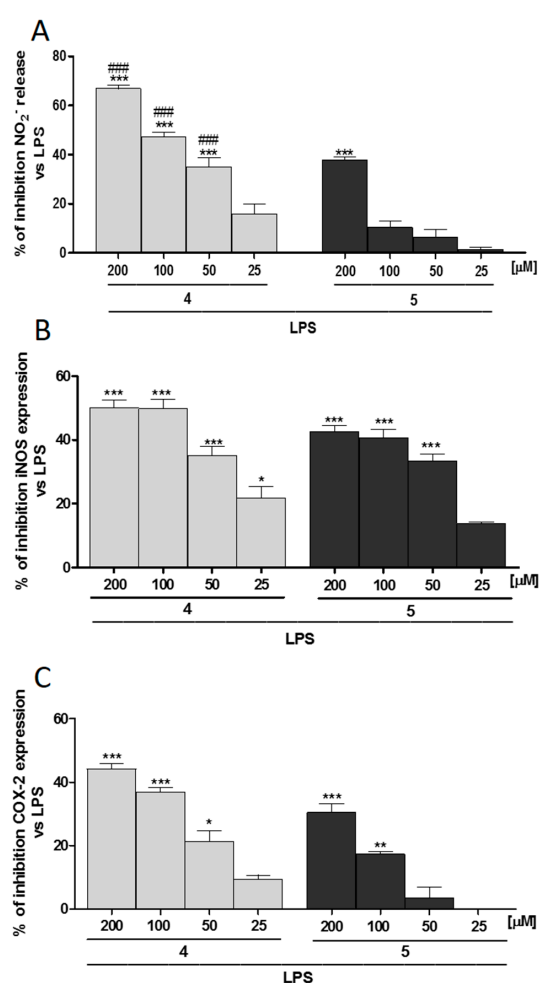 A
% of inhibition NO2- release
vs LPS
80
60
40
20
0
### ### ###
*** *** *** ***
200 100 50 25 200 100 50 25 [µM]
4 5
LPS
B
% of inhibition iNOS expression
vs LPS
60
40
20
0
*** *** *** * *** *** ***
200 100 50 25 200 100 50 25 [µM]
4 5
LPS
C
% of inhibition COX-2 expression
vs LPS
60
40
20
0
*** *** * *** **
200 100 50 25 200 100 50 25 [µM]
4 5
LPS